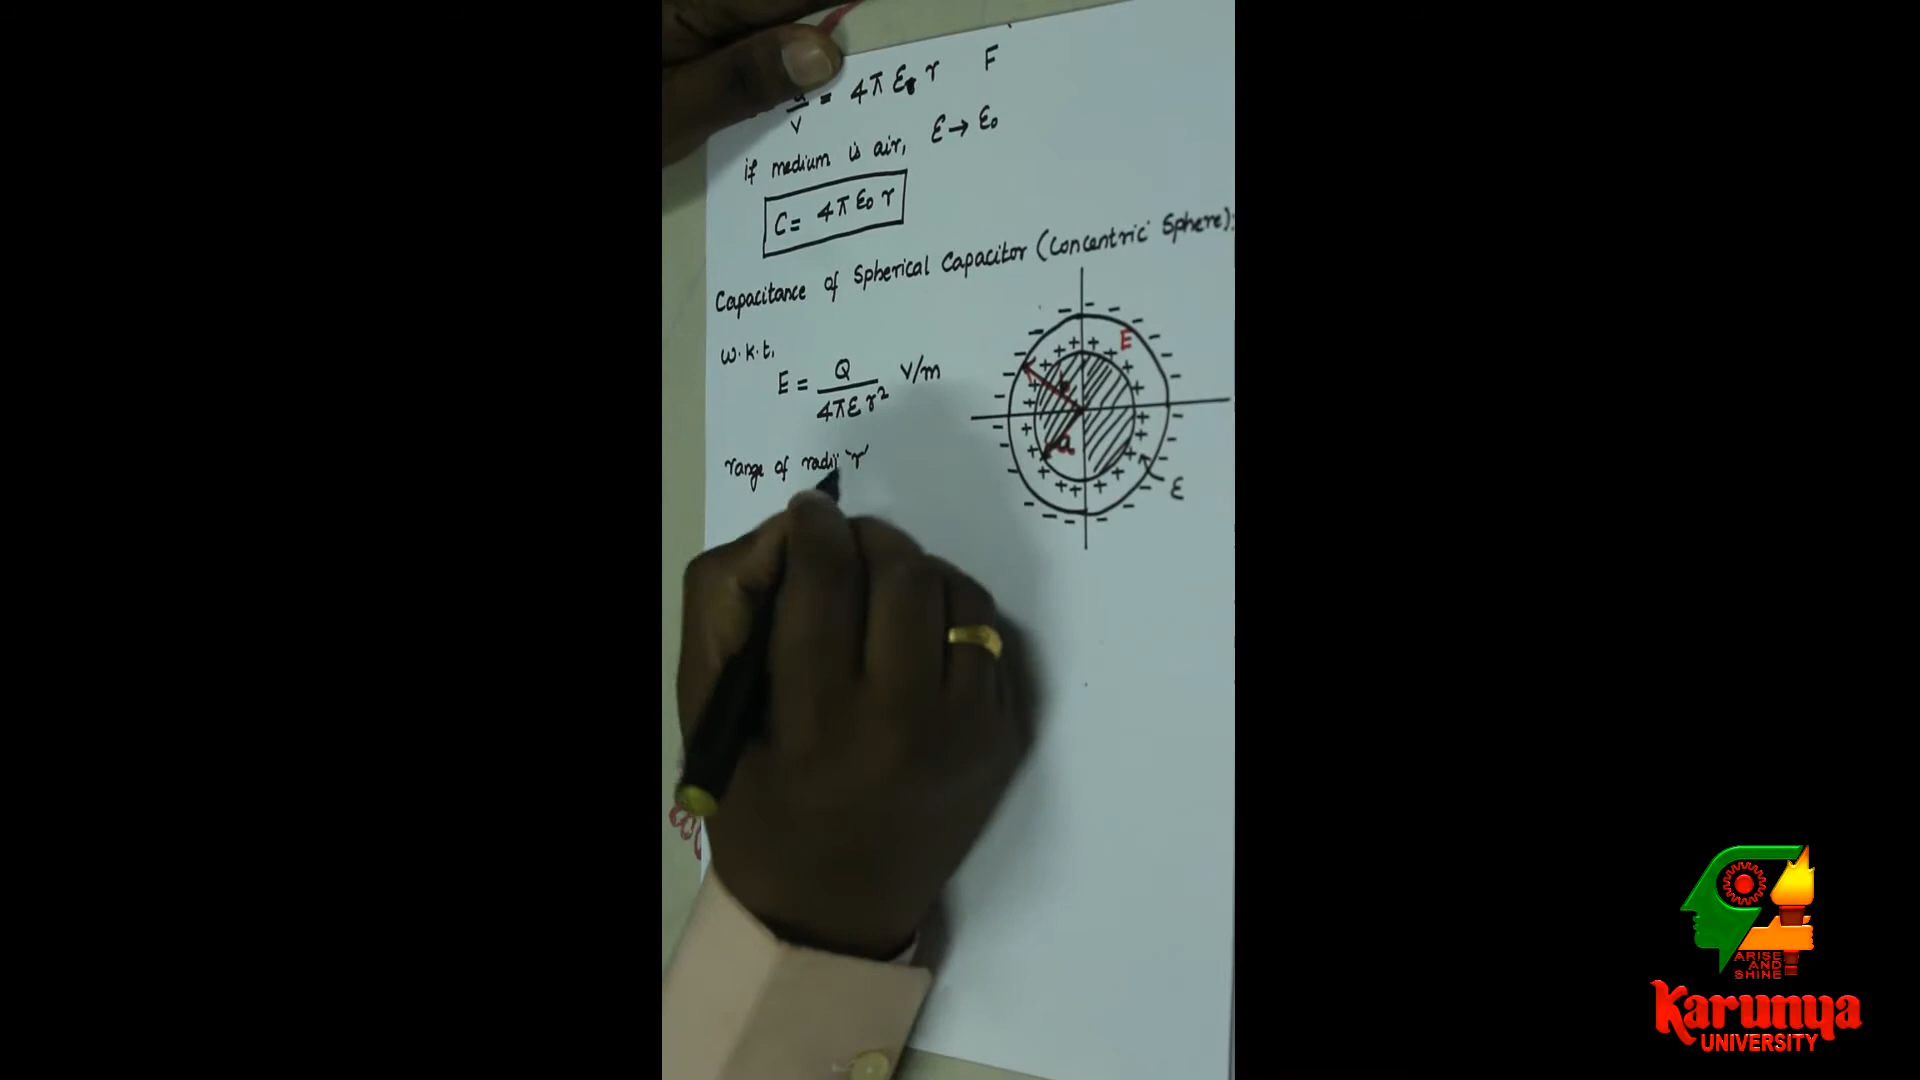 /V = 4π ε r F
if medium is air, ε → ε0
C = 4π ε0 r
Capacitance of Spherical Capacitor (Concentric Sphere):
w.k.t.
E = Q / 4πε r² V/m
range of radii 'r'
E
b
a
ε
ARISE
AND
SHINE
Karunya
UNIVERSITY